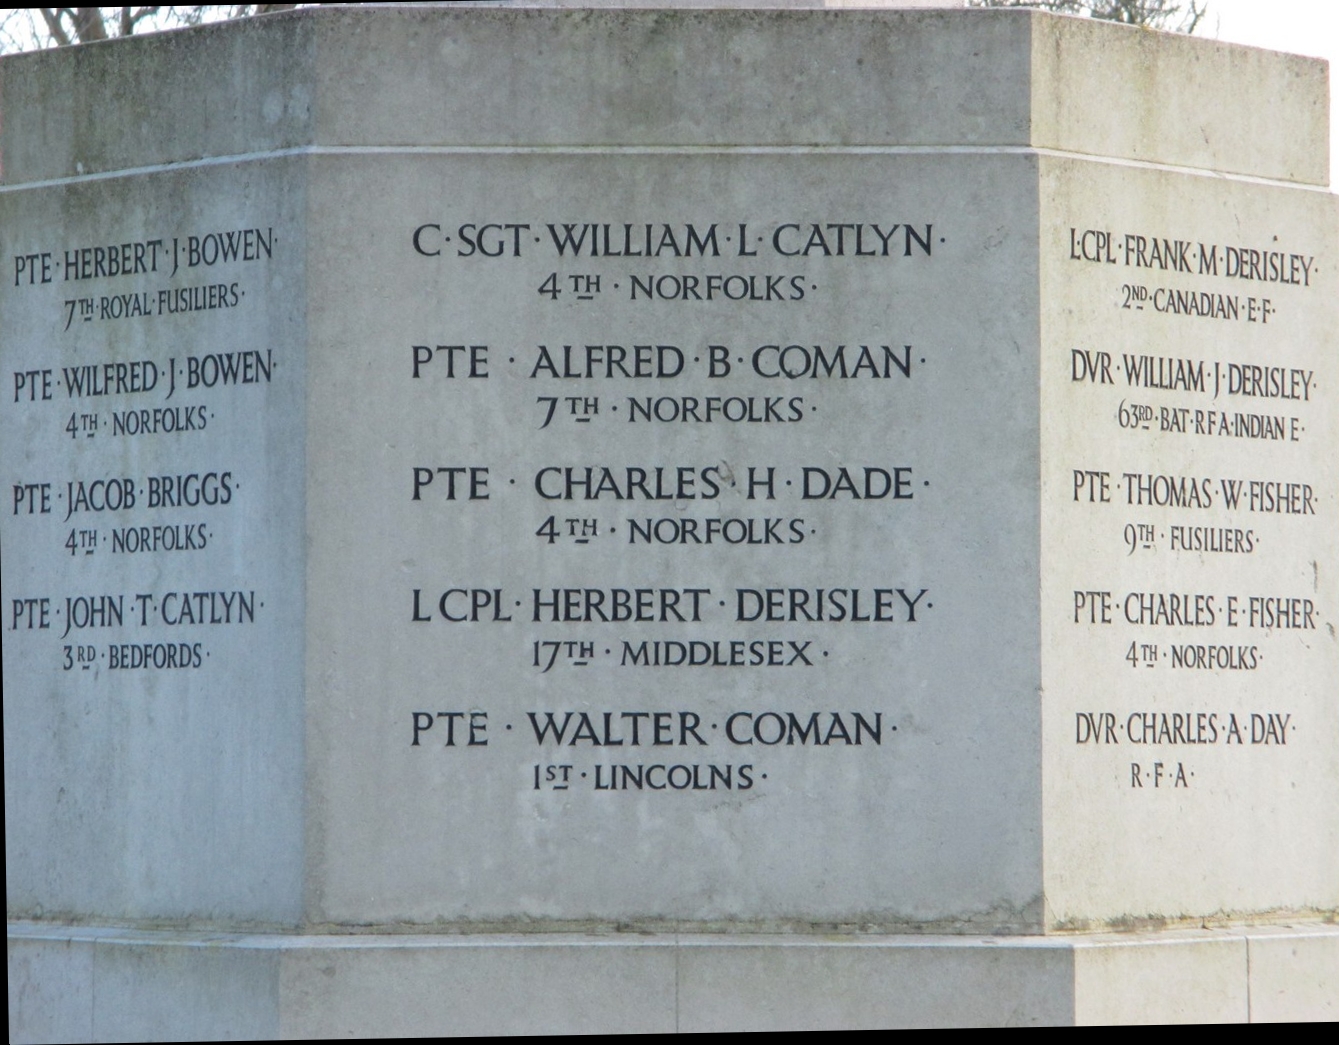 PTE·HERBERT·J·BOWEN·
7TH·ROYAL·FUSILIERS·
PTE·WILFRED·J·BOWEN·
4TH·NORFOLKS·
PTE·JACOB·BRIGGS·
4TH·NORFOLKS·
PTE·JOHN·T·CATLYN·
3RD·BEDFORDS·
C·SGT·WILLIAM·L·CATLYN·
4TH·NORFOLKS·
PTE·ALFRED·B·COMAN·
7TH·NORFOLKS·
PTE·CHARLES·H·DADE·
4TH·NORFOLKS·
L CPL·HERBERT·DERISLEY·
17TH·MIDDLESEX·
PTE·WALTER·COMAN·
1ST·LINCOLNS·
L·CPL·FRANK·M·DERISLEY·
2ND·CANADIAN·E·F·
DVR·WILLIAM·J·DERISLEY·
63RD·BAT·R F A·INDIAN E·
PTE·THOMAS·W·FISHER·
9TH·FUSILIERS·
PTE·CHARLES·E·FISHER·
4TH·NORFOLKS·
DVR·CHARLES·A·DAY·
R·F·A·